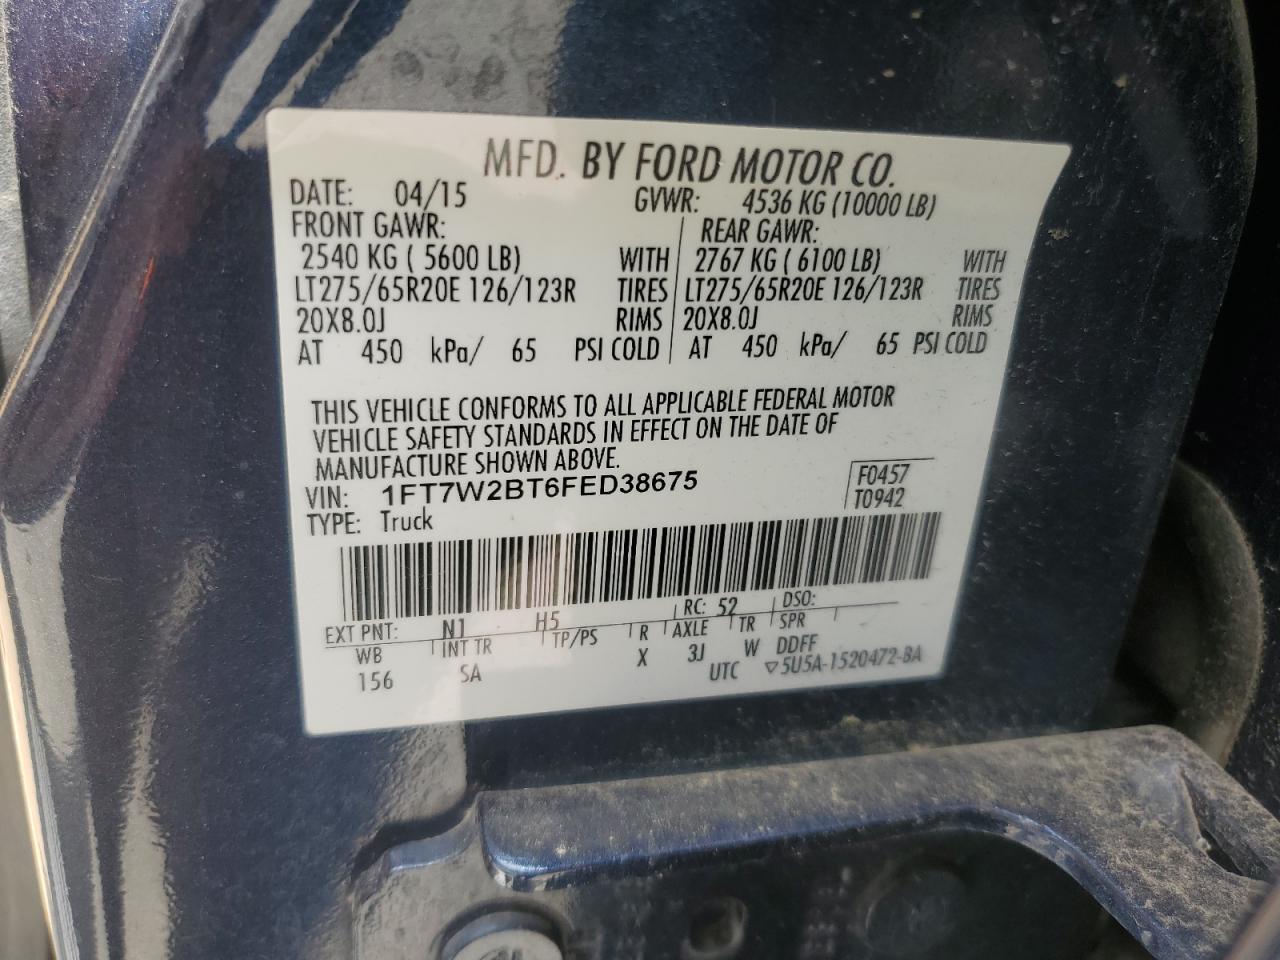 MFD. BY FORD MOTOR CO.
DATE: 04/15 GVWR: 4536 KG (10000 LB)
FRONT GAWR: REAR GAWR:
2540 KG ( 5600 LB) WITH 2767 KG ( 6100 LB) WITH
LT275/65R20E 126/123R TIRES LT275/65R20E 126/123R TIRES
20X8.0J RIMS 20X8.0J RIMS
AT 450 kPa/ 65 PSI COLD AT 450 kPa/ 65 PSI COLD
THIS VEHICLE CONFORMS TO ALL APPLICABLE FEDERAL MOTOR
VEHICLE SAFETY STANDARDS IN EFFECT ON THE DATE OF
MANUFACTURE SHOWN ABOVE.
VIN: 1FT7W2BT6FED38675 F0457
TYPE: Truck T0942
EXT PNT: N1 H5 RC: 52 DSO:
WB INT TR TP/PS R AXLE TR SPR
156 SA X 3J W DDFF
UTC ▽5U5A-1520472-BA